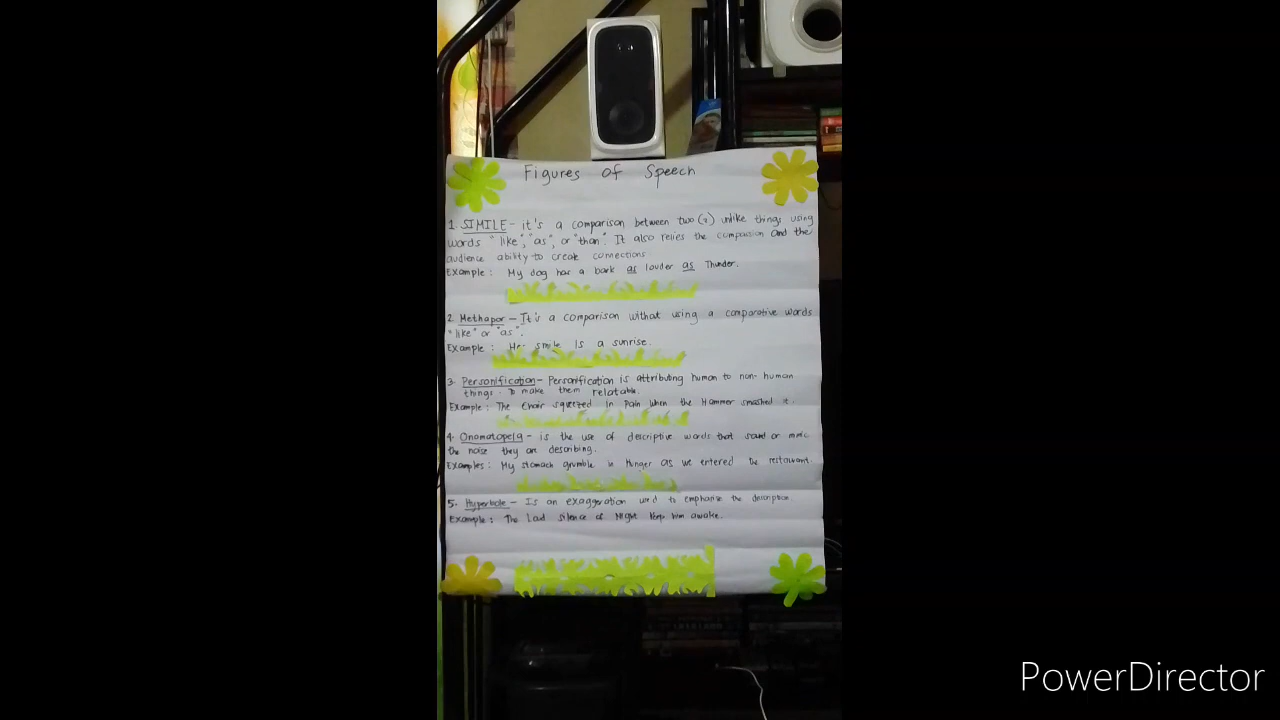 Figures of Speech
1. SIMILE - it's a comparison between two (2) unlike things using
words "like", "as", or "than". It also relies the compassion and the
audience ability to create connections.
Example: My dog has a bark as louder as Thunder.
2. Methapor - It's a comparison without using a comparative words
"like" or "as".
Example: Her smile Is a sunrise.
3. Personification - Personification is attributing human to non-human
things. To make them relatable.
Example: The Chair squezed In Pain when the Hammer smashed it.
4. Onomatopeia - is the use of descriptive words that sound or mimic
the noise they are describing.
Examples: My stomach grumble in Hunger as we entered the restaurant.
5. Hyperbole - Is an exaggeration used to emphasize the description.
Example: The Loud silence of Night Keep him awake.
PowerDirector